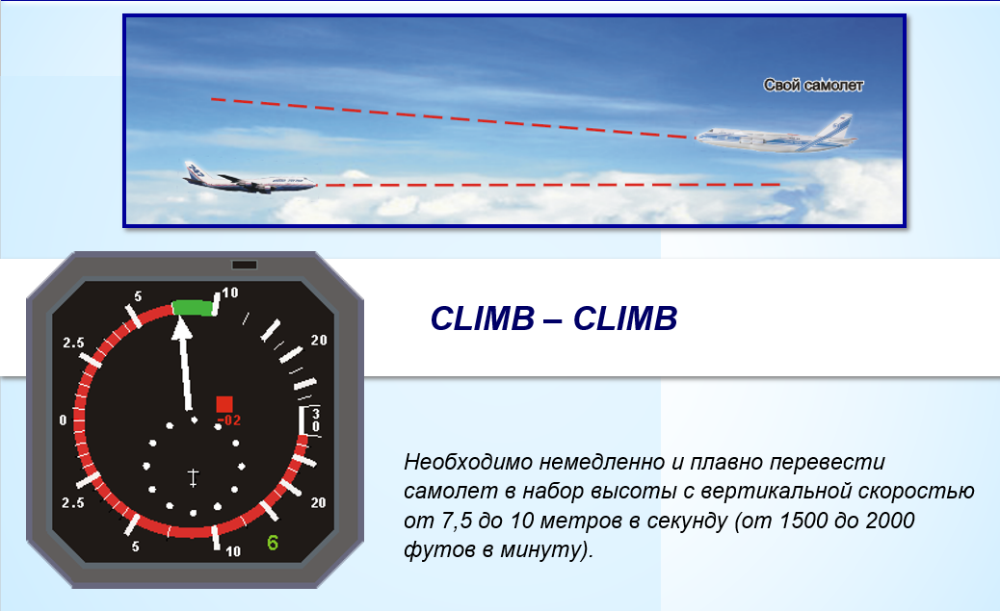 Свой самолет
CLIMB – CLIMB
5
10
2.5
20
0
-02
3
0
2.5
20
5
10
6
Необходимо немедленно и плавно перевести
самолет в набор высоты с вертикальной скоростью
от 7,5 до 10 метров в секунду (от 1500 до 2000
футов в минуту).